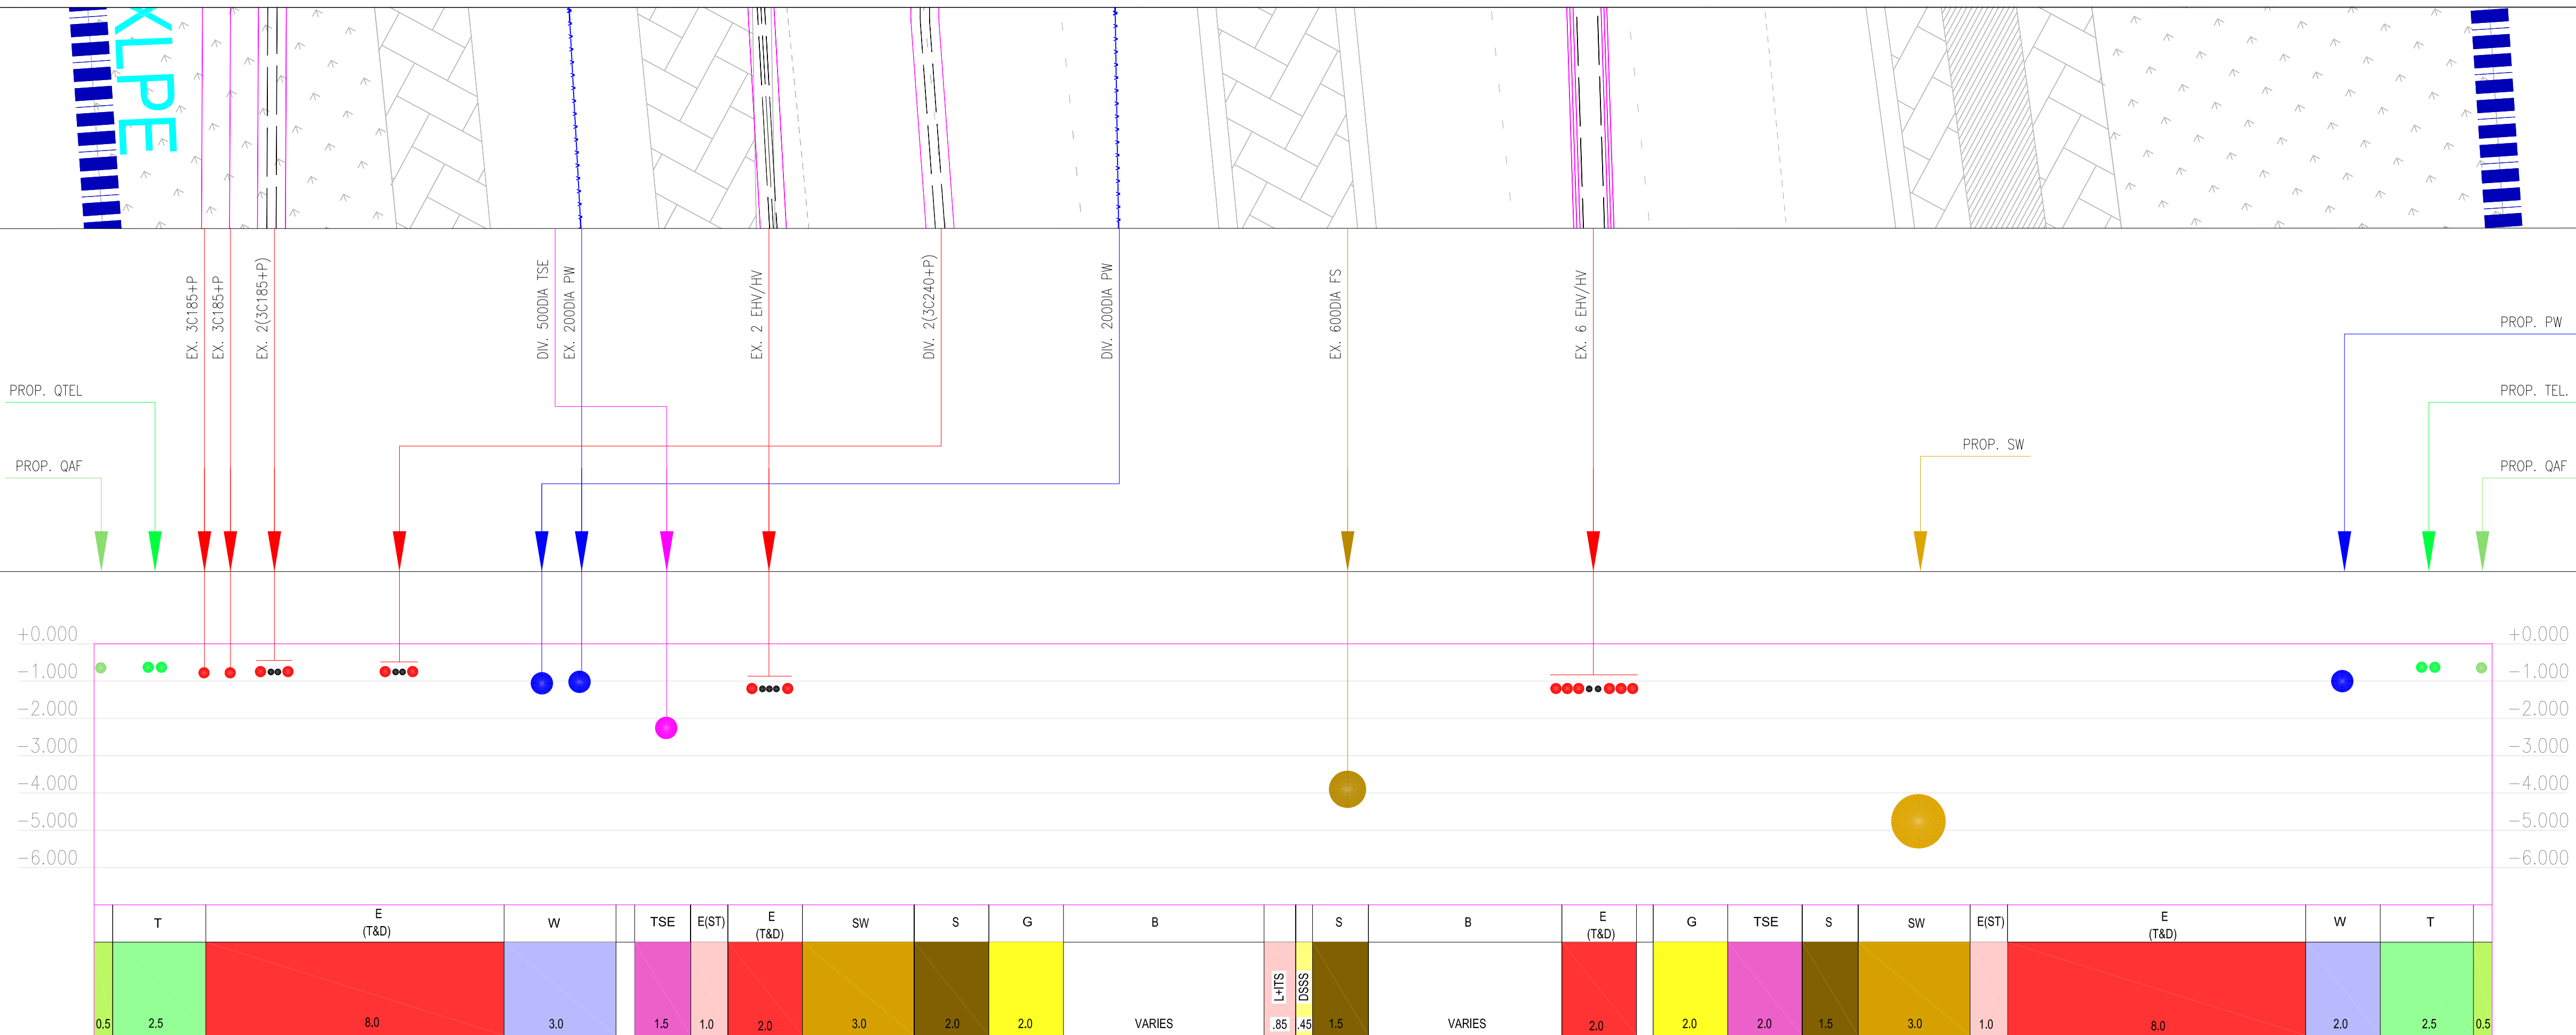 XLPE
EX. 3C185+P
EX. 3C185+P
EX. 2(3C185+P)
DIV. 500DIA TSE
EX. 200DIA PW
EX. 2 EHV/HV
DIV. 2(3C240+P)
DIV. 200DIA PW
EX. 600DIA FS
EX. 6 EHV/HV
PROP. PW
PROP. QTEL
PROP. TEL.
PROP. SW
PROP. QAF
PROP. QAF
+0.000
+0.000
-1.000
-1.000
-2.000
-2.000
-3.000
-3.000
-4.000
-4.000
-5.000
-5.000
-6.000
-6.000
T
E
(T&D)
W
TSE
E(ST)
E
(T&D)
SW
S
G
B
S
B
E
(T&D)
G
TSE
S
SW
E(ST)
E
(T&D)
W
T
L+ITS
DSSS
0.5
2.5
8.0
3.0
1.5
1.0
2.0
3.0
2.0
2.0
VARIES
.85
.45
1.5
VARIES
2.0
2.0
2.0
1.5
3.0
1.0
8.0
2.0
2.5
0.5